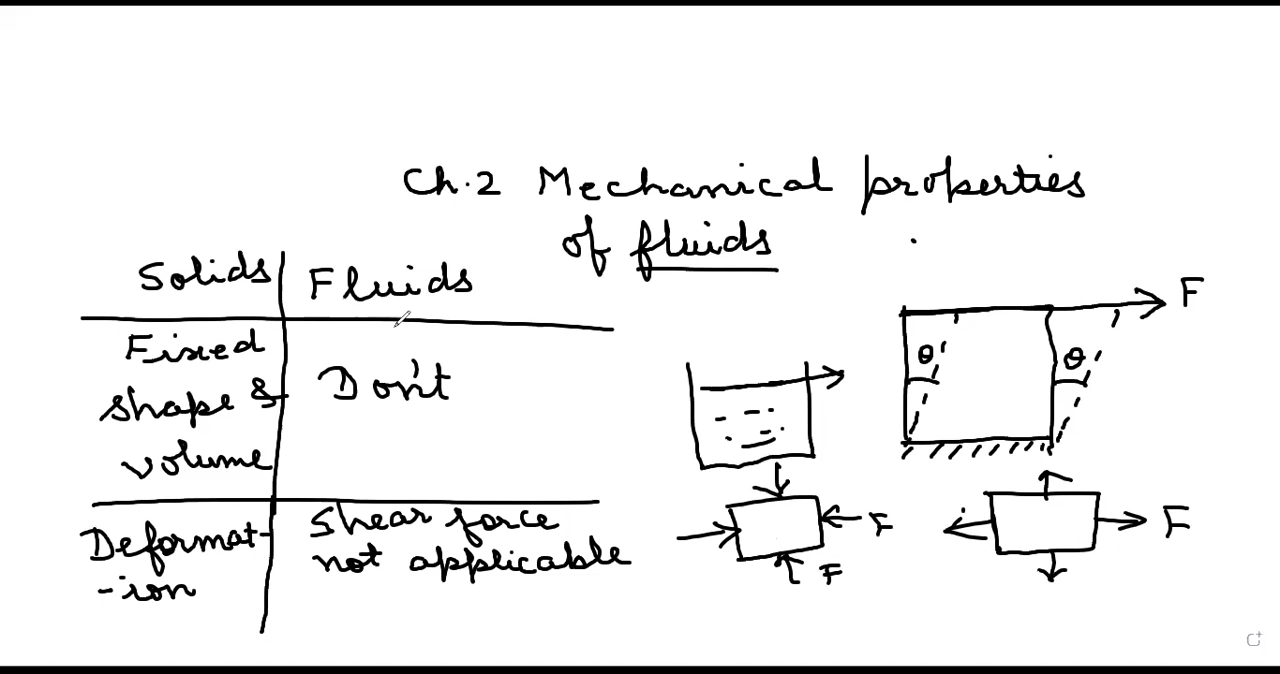 Ch.2 Mechanical properties
of fluids
Solids Fluids
Fixed
shape &
volume
Don't
Deformat-
-ion
Shear force
not applicable
F
θ θ
F
F
F